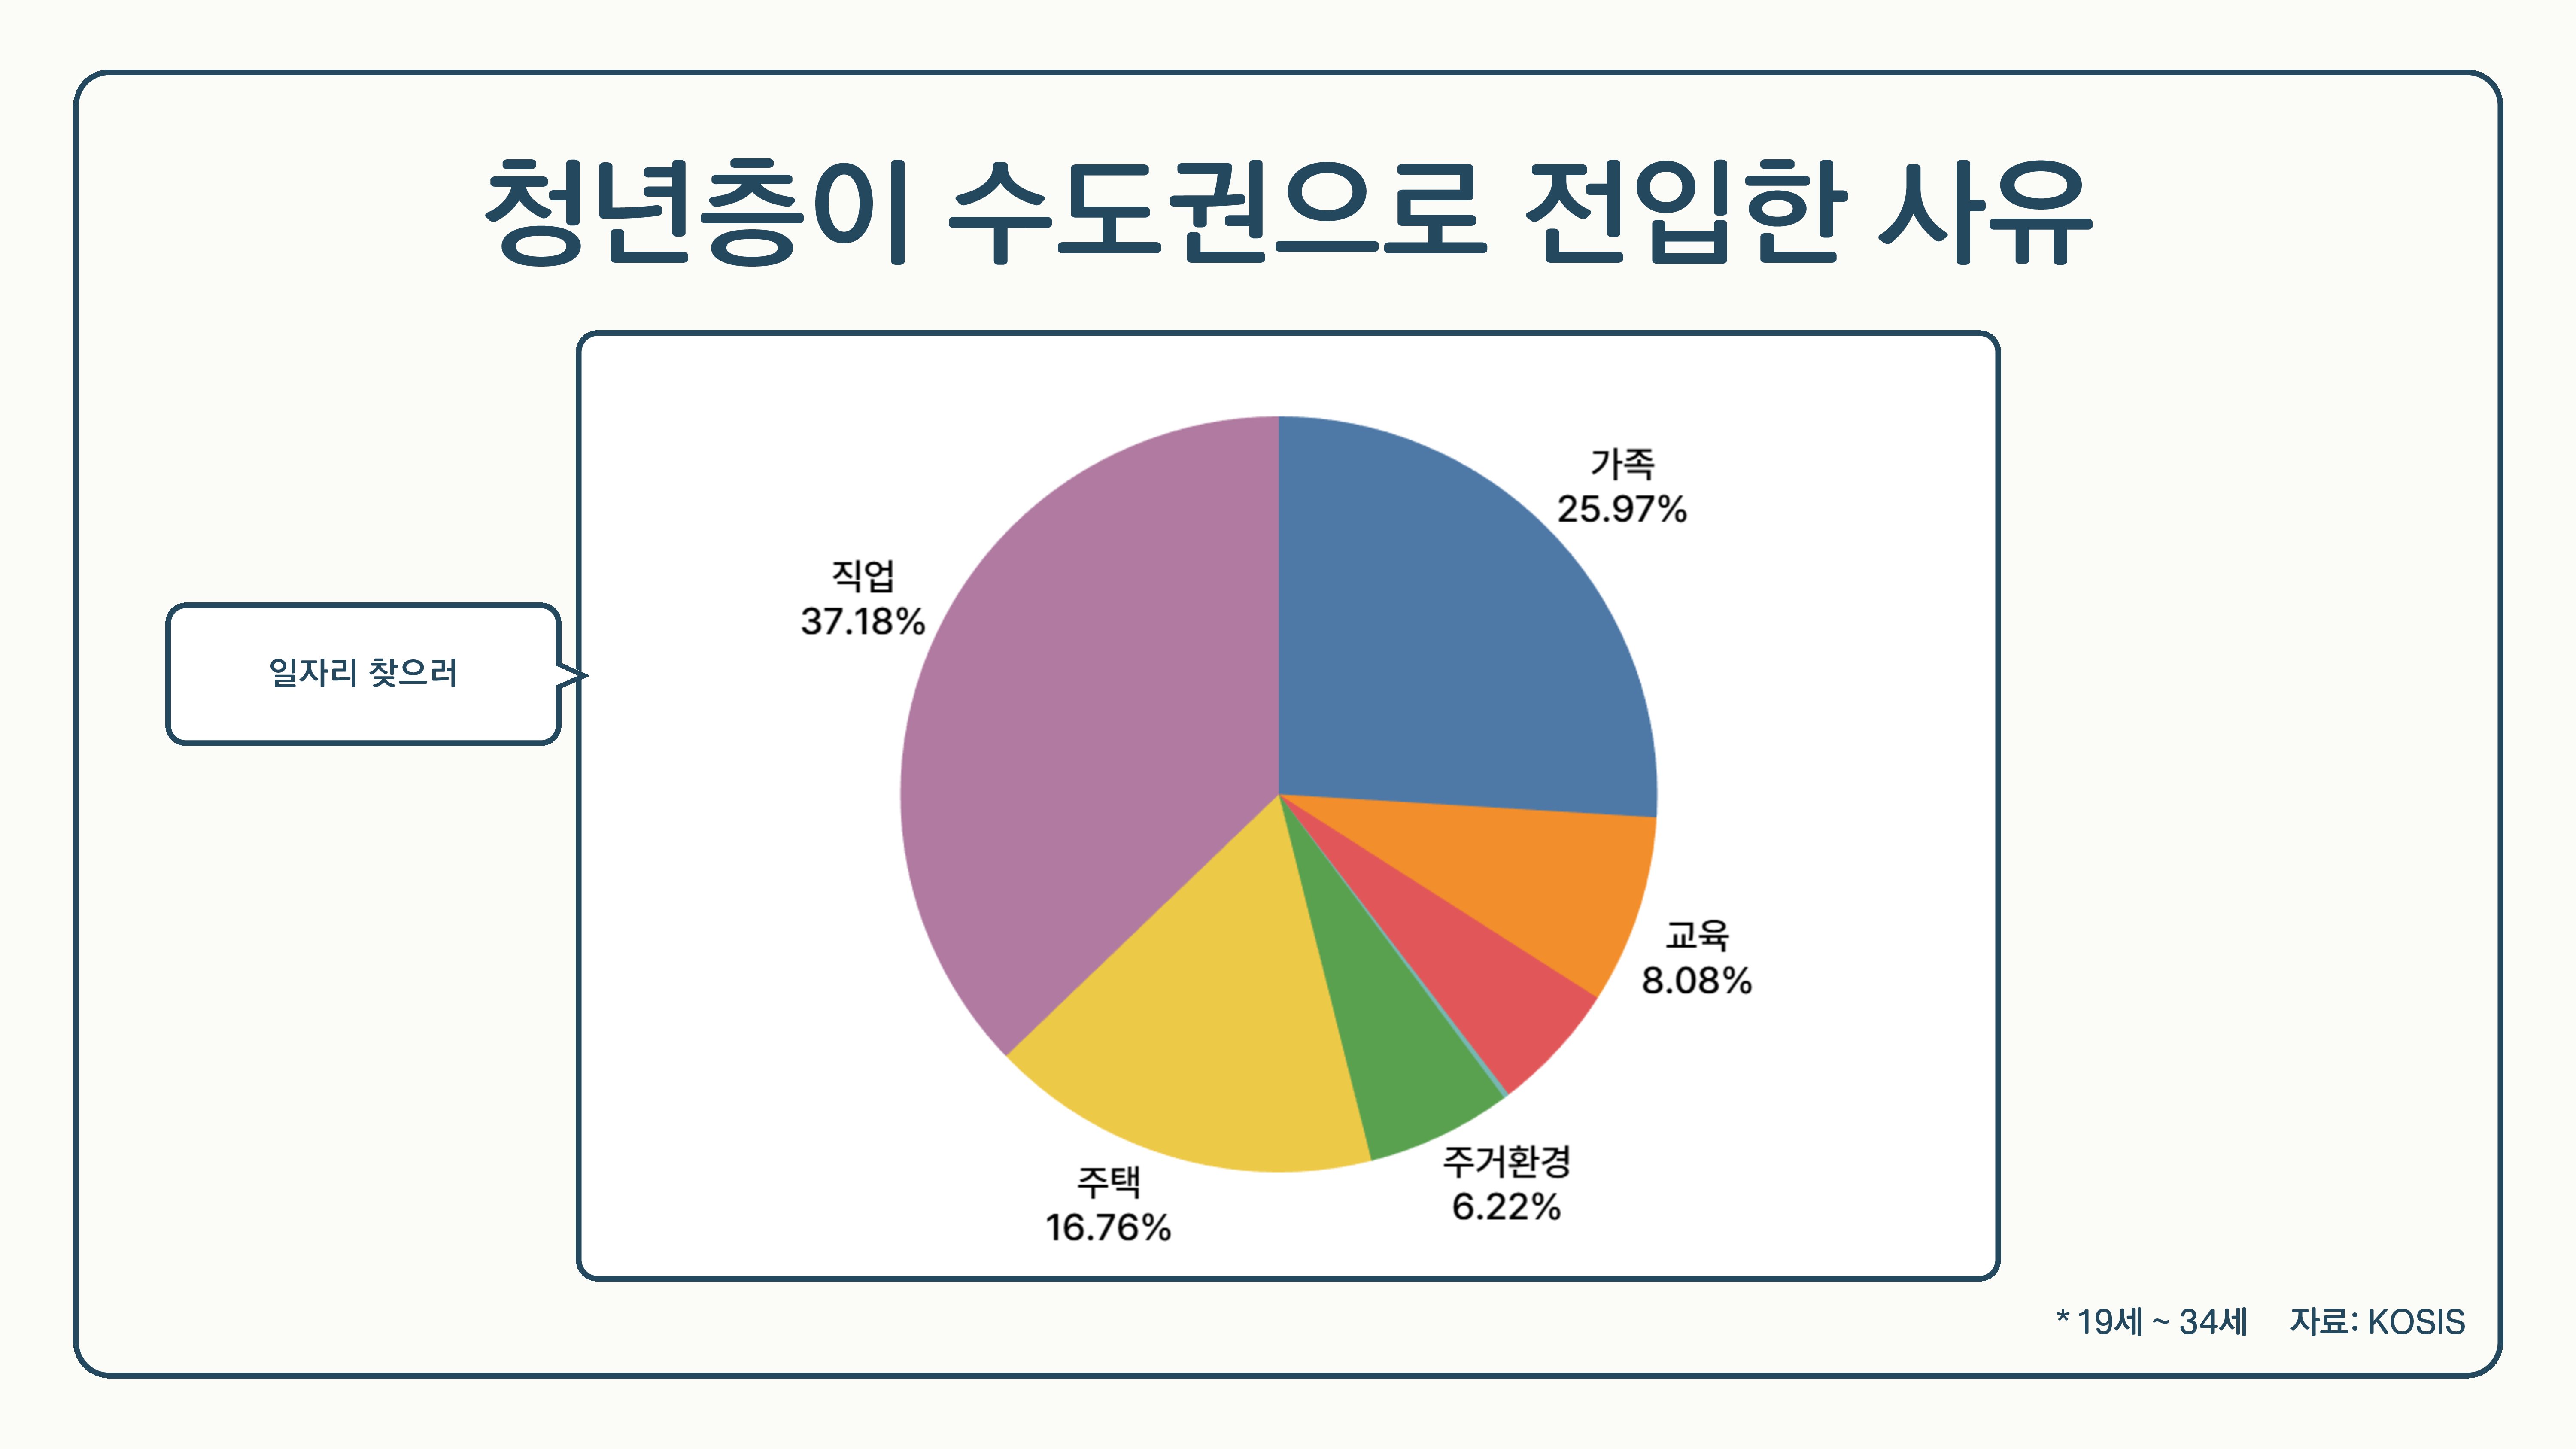 청년층이 수도권으로 전입한 사유
가족
25.97%
직업
37.18%
일자리 찾으러
교육
8.08%
주거환경
6.22%
주택
16.76%
* 19세 ~ 34세 자료: KOSIS